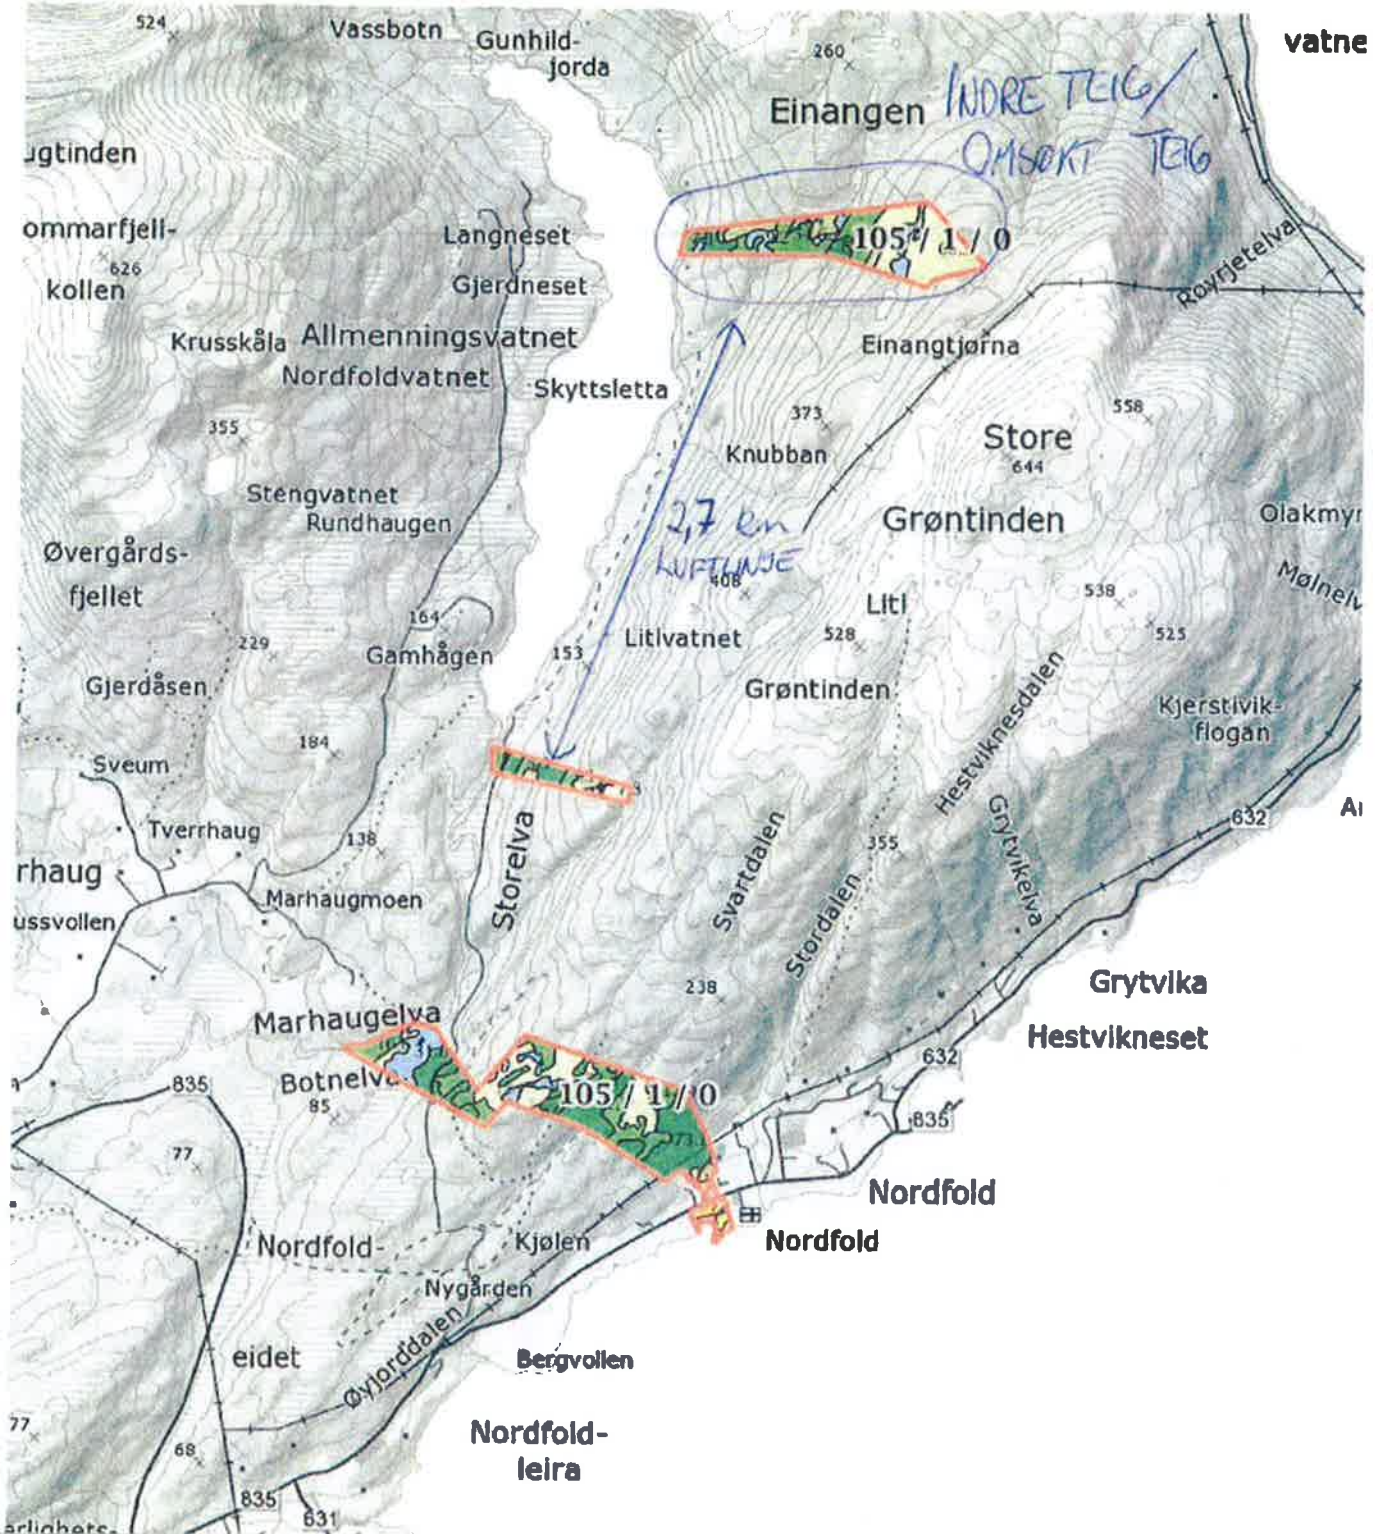 524
Vassbotn
Gunhild-
jorda
260
vatne
Einangen
INDRE TEIG/
OMSØKT TEIG
ugtinden
ommarfjell-
626
kollen
Langneset
Gjerdneset
105 / 1 / 0
Røyrjetelva
Krusskåla
Allmenningsvatnet
Nordfoldvatnet
Skyttsletta
Einangtjørna
355
373
558
Knubban
Store
644
Stengvatnet
Rundhaugen
2,7 km
LUFTLINJE
Grøntinden
Olakmyr
Øvergårds-
fjellet
408
Mølnelv
164
Liti
538
229
Gamhågen
153
Litlvatnet
528
525
Gjerdåsen
Grøntinden
Hestviknesdalen
Kjerstivik-
flogan
184
Sveum
Tverrhaug
138
Storelva
Svartdalen
355
Grytvikelva
632
Ar
rhaug
Marhaugmoen
ussvollen
Stordalen
238
Grytvika
Marhaugelva
Hestvikneset
835
Botnelva
85
105 / 1 / 0
632
835
77
73
Nordfold
Nordfold-
Kjølen
Nordfold
Nygården
eidet
Øyjorddalen
Bergvollen
77
68
Nordfold-
leira
835
631
ærlighets-